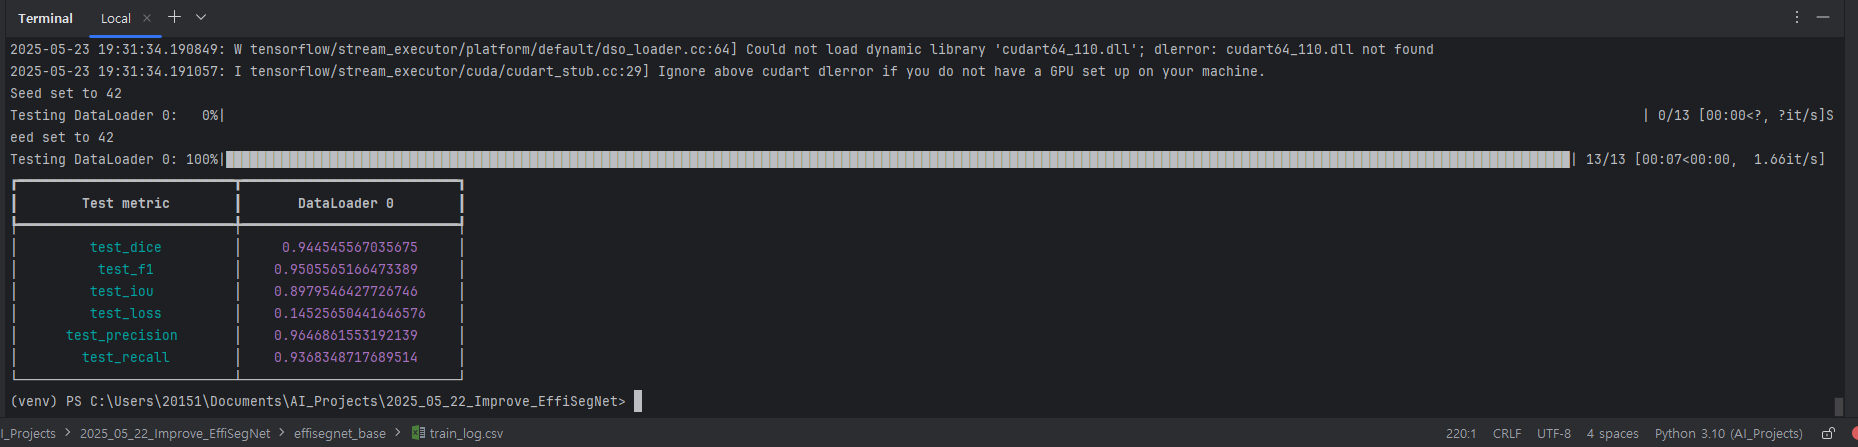 Terminal Local
2025-05-23 19:31:34.190849: W tensorflow/stream_executor/platform/default/dso_loader.cc:64] Could not load dynamic library 'cudart64_110.dll'; dlerror: cudart64_110.dll not found
2025-05-23 19:31:34.191057: I tensorflow/stream_executor/cuda/cudart_stub.cc:29] Ignore above cudart dlerror if you do not have a GPU set up on your machine.
Seed set to 42
Testing DataLoader 0:   0%| | 0/13 [00:00<?, ?it/s]S
eed set to 42
Testing DataLoader 0: 100%| | 13/13 [00:07<00:00,  1.66it/s]
Test metric DataLoader 0
test_dice 0.944545567035675
test_f1 0.9505565166473389
test_iou 0.8979546427726746
test_loss 0.14525650441646576
test_precision 0.9646861553192139
test_recall 0.9368348717689514
(venv) PS C:\Users\20151\Documents\AI_Projects\2025_05_22_Improve_EffiSegNet>
I_Projects > 2025_05_22_Improve_EffiSegNet > effisegnet_base > train_log.csv 220:1 CRLF UTF-8 4 spaces Python 3.10 (AI_Projects)